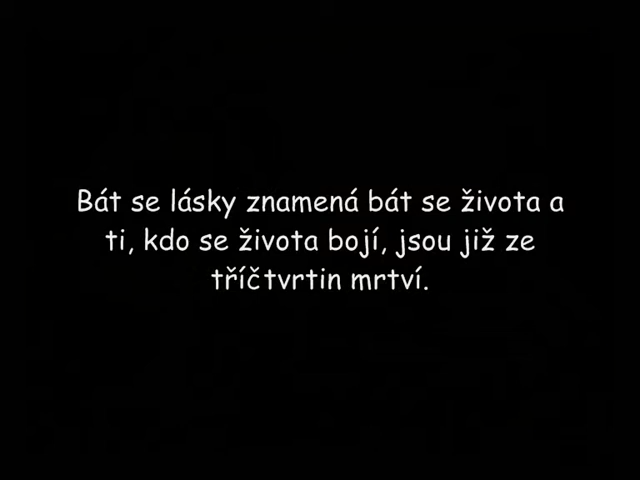 Bát se lásky znamená bát se života a
ti, kdo se života bojí, jsou již ze
tříčtvrtin mrtví.